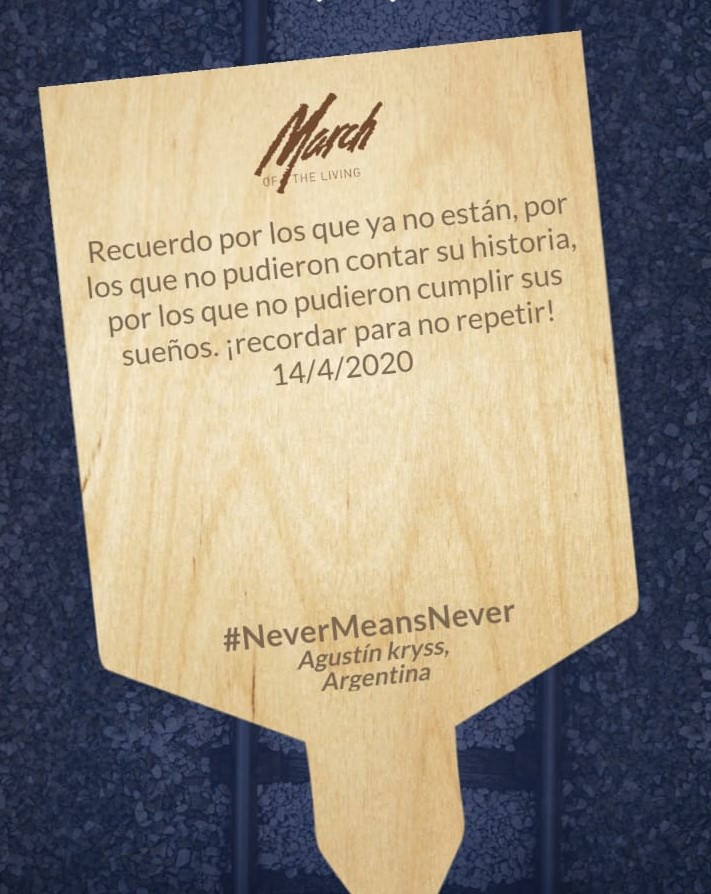 March
OF THE LIVING
Recuerdo por los que ya no están, por
los que no pudieron contar su historia,
por los que no pudieron cumplir sus
sueños. ¡recordar para no repetir!
14/4/2020
#NeverMeansNever
Agustín kryss,
Argentina